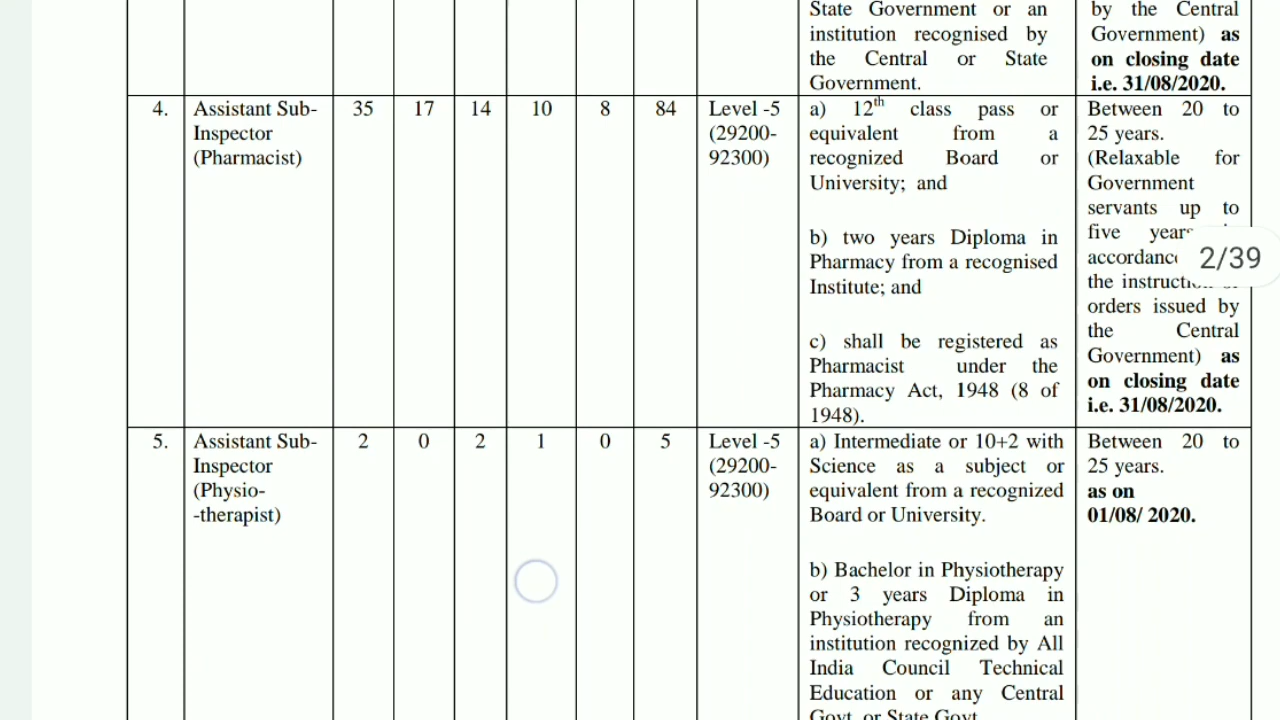 State Government or an
institution recognised by
the Central or State
Government.
by the Central
Government) as
on closing date
i.e. 31/08/2020.
4.
Assistant Sub-
Inspector
(Pharmacist)
35
17
14
10
8
84
Level -5
(29200-
92300)
a) 12th class pass or
equivalent from a
recognized Board or
University; and
b) two years Diploma in
Pharmacy from a recognised
Institute; and
c) shall be registered as
Pharmacist under the
Pharmacy Act, 1948 (8 of
1948).
Between 20 to
25 years.
(Relaxable for
Government
servants up to
five
the
orders issued by
the Central
Government) as
on closing date
i.e. 31/08/2020.
2/39
5.
Assistant Sub-
Inspector
(Physio-
-therapist)
2
0
2
1
0
5
Level -5
(29200-
92300)
a) Intermediate or 10+2 with
Science as a subject or
equivalent from a recognized
Board or University.
b) Bachelor in Physiotherapy
or 3 years Diploma in
Physiotherapy from an
institution recognized by All
India Council Technical
Education or any Central
Govt. or State Govt.
Between 20 to
25 years.
as on
01/08/ 2020.